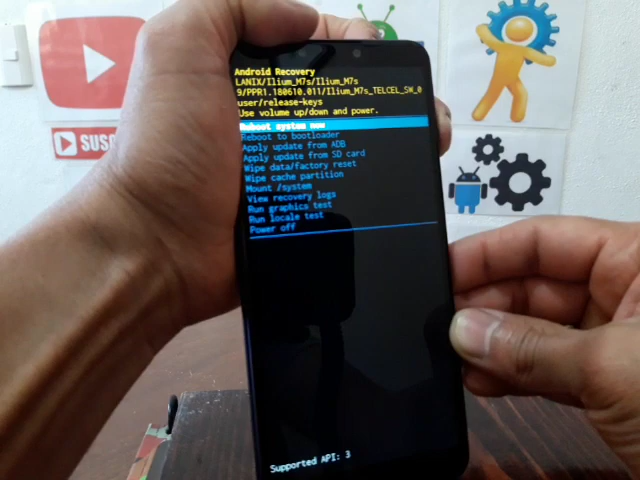 Android Recovery
LANIX/Ilium_M7s/Ilium_M7s
9/PPR1.180610.011/Ilium_M7s_TELCEL_SW_0
user/release-keys
Use volume up/down and power.
Reboot system now
Reboot to bootloader
Apply update from ADB
Apply update from SD card
Wipe data/factory reset
Wipe cache partition
Mount /system
View recovery logs
Run graphics test
Run locale test
Power off
Supported API: 3
SUSC